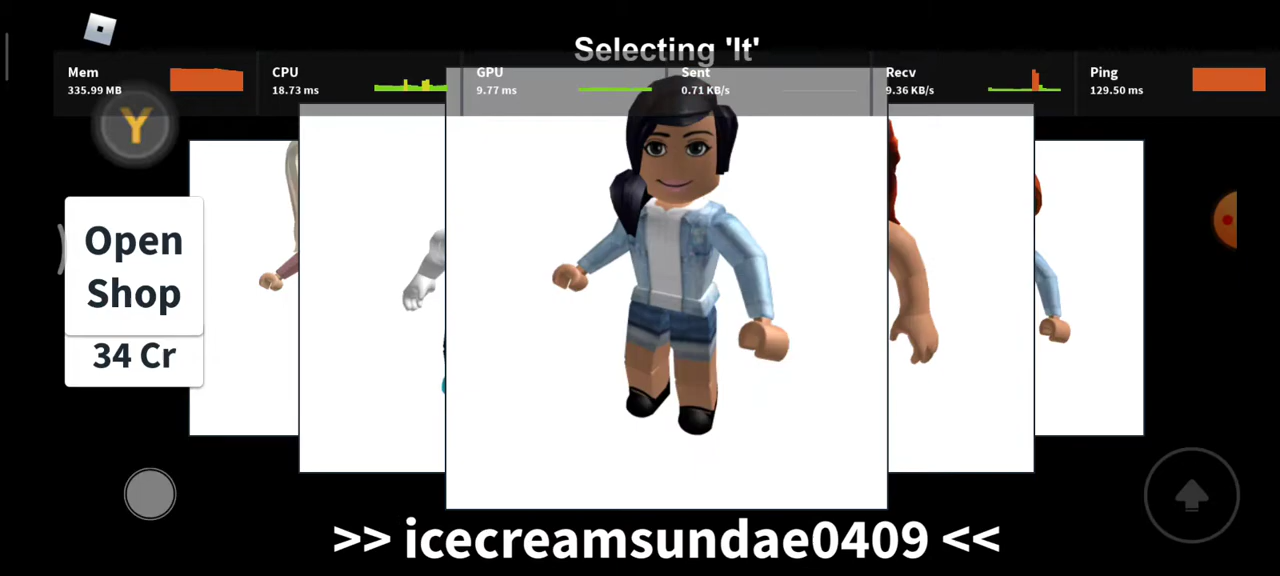 Selecting 'It'
Mem
335.99 MB
CPU
18.73 ms
GPU
9.77 ms
Sent
0.71 KB/s
Recv
9.36 KB/s
Ping
129.50 ms
Y
Open
Shop
34 Cr
>> icecreamsundae0409 <<